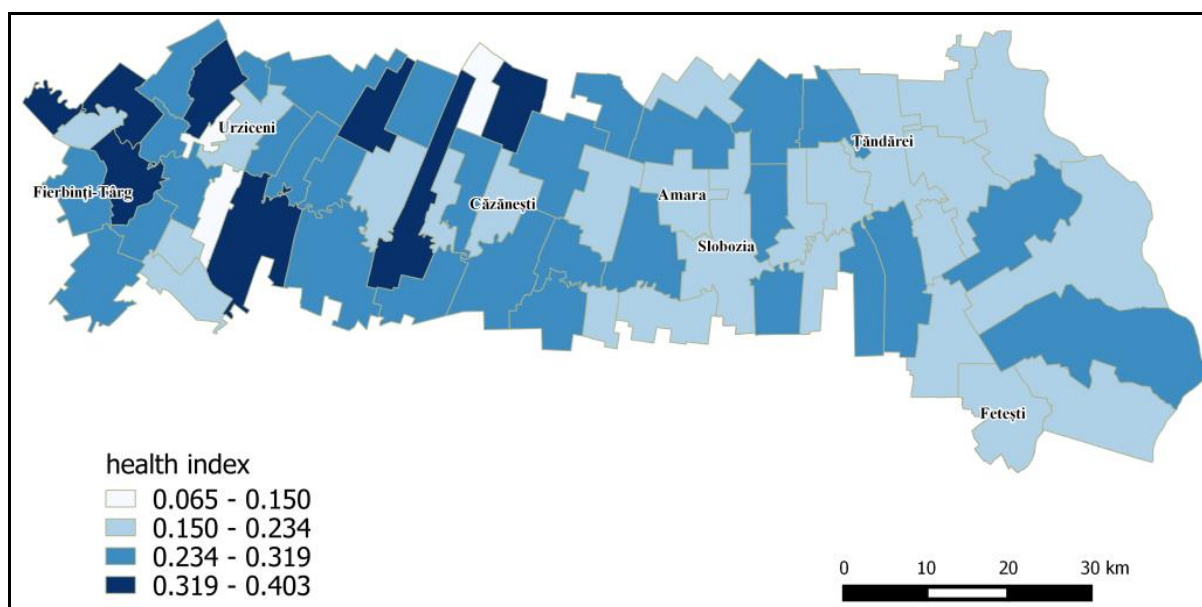 Urziceni
Țăndărei
Fierbinți-Târg
Căzănești
Amara
Slobozia
Fetești
health index
0.065 - 0.150
0.150 - 0.234
0.234 - 0.319
0.319 - 0.403
0 10 20 30 km